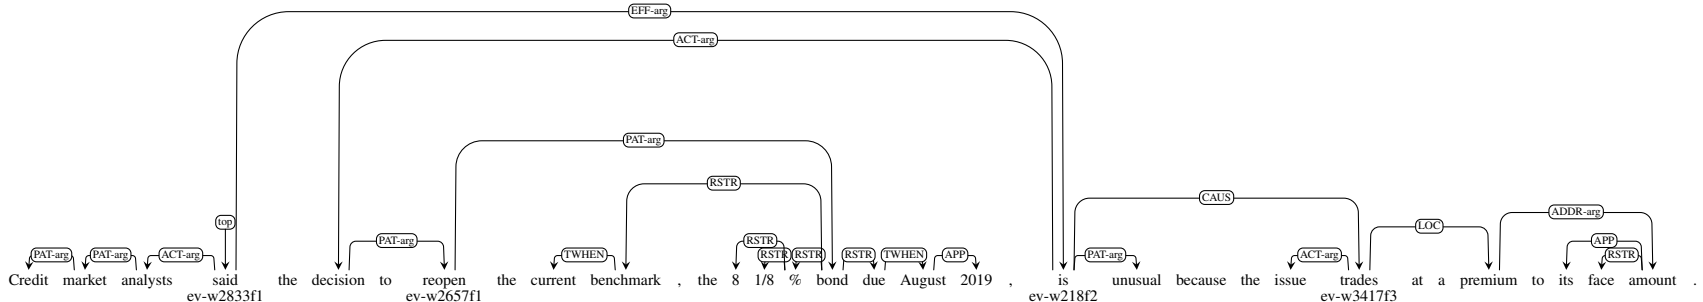 EFF-arg
ACT-arg
PAT-arg
RSTR
CAUS
ADDR-arg
top
LOC
PAT-arg RSTR APP
PAT-arg PAT-arg ACT-arg TWHEN RSTR RSTR RSTR TWHEN APP PAT-arg ACT-arg RSTR
Credit market analysts said the decision to reopen the current benchmark , the 8 1/8 % bond due August 2019 , is unusual because the issue trades at a premium to its face amount .
ev-w2833f1 ev-w2657f1 ev-w218f2 ev-w3417f3